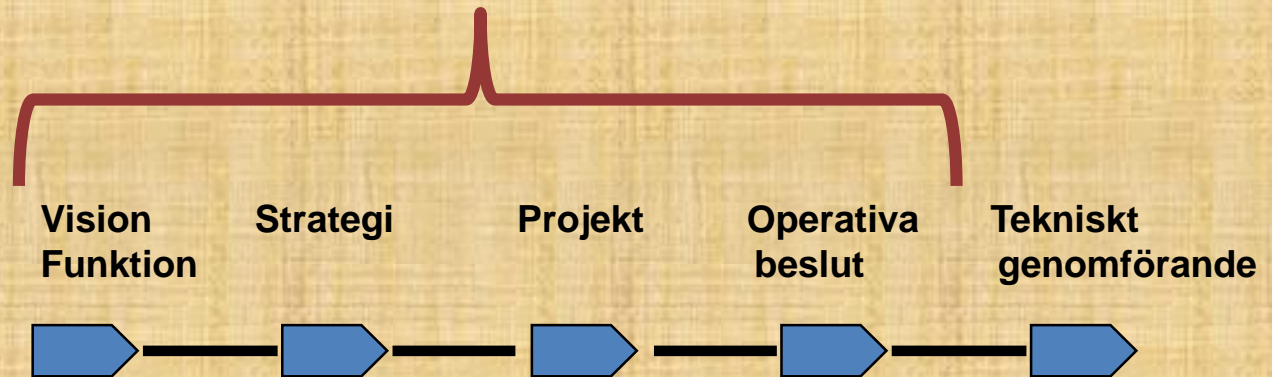 Vision Strategi Projekt Operativa Tekniskt
Funktion beslut genomförande